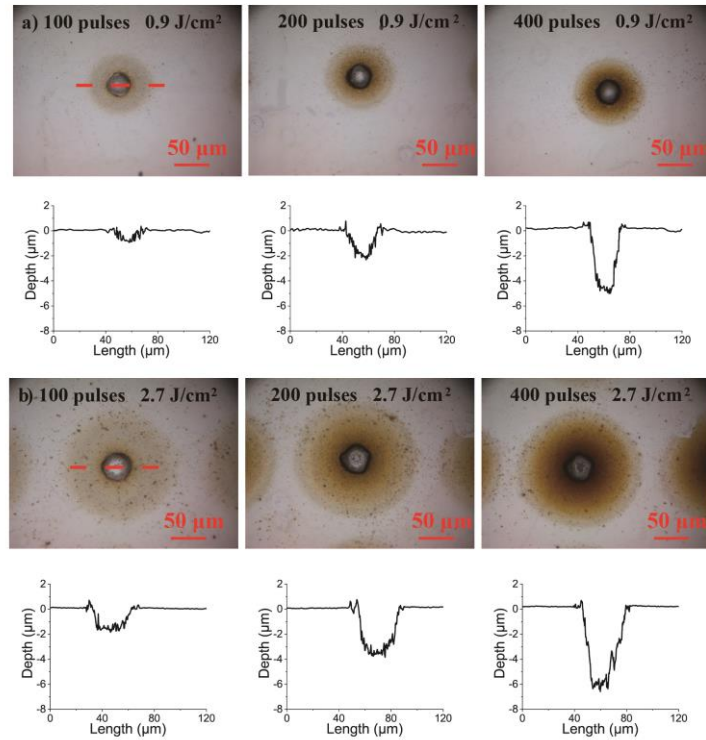 a) 100 pulses 0.9 J/cm²
200 pulses 0.9 J/cm²
400 pulses 0.9 J/cm²
50 µm
50 µm
50 µm
2
0
-2
-4
-6
-8
Depth (µm)
0 40 80 120
Length (µm)
2
0
-2
-4
-6
-8
Depth (µm)
0 40 80 120
Length (µm)
2
0
-2
-4
-6
-8
Depth (µm)
0 40 80 120
Length (µm)
b) 100 pulses 2.7 J/cm²
200 pulses 2.7 J/cm²
400 pulses 2.7 J/cm²
50 µm
50 µm
50 µm
2
0
-2
-4
-6
-8
Depth (µm)
0 40 80 120
Length (µm)
2
0
-2
-4
-6
-8
Depth (µm)
0 40 80 120
Length (µm)
2
0
-2
-4
-6
-8
Depth (µm)
0 40 80 120
Length (µm)